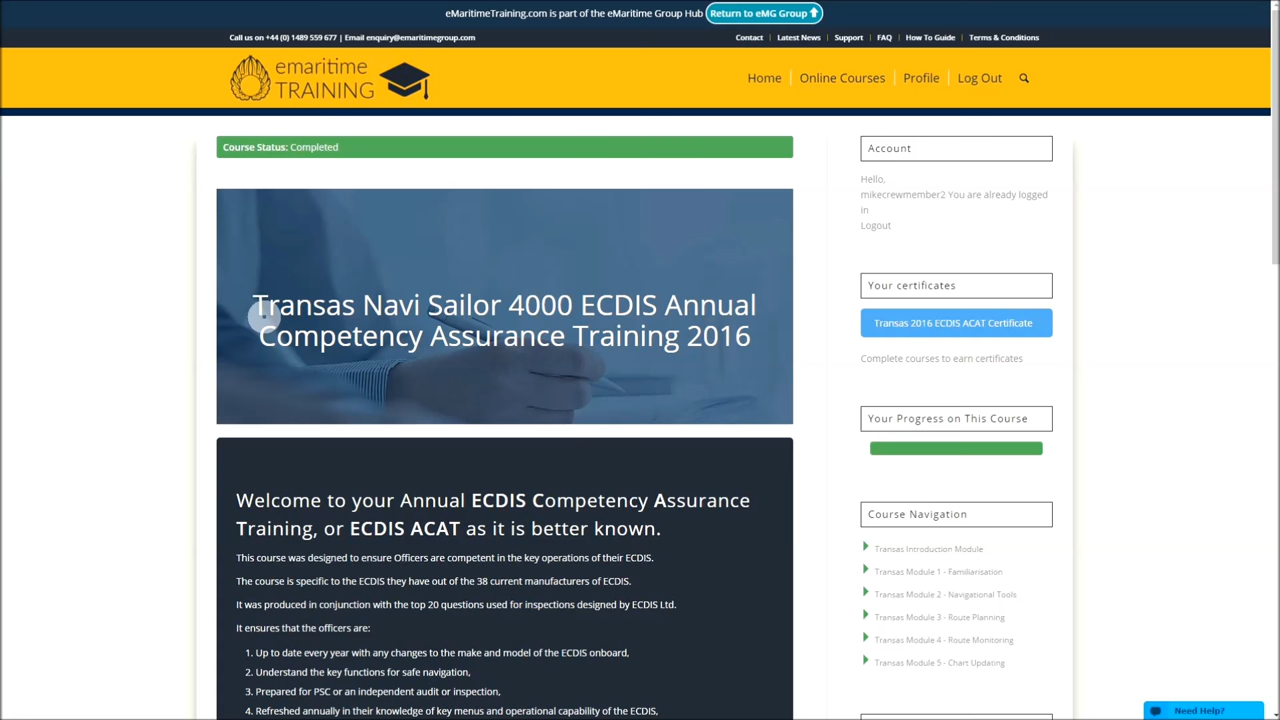 eMaritimeTraining.com is part of the eMaritime Group Hub Return to eMG Group
Call us on +44 (0) 1489 559 677 | Email enquiry@emaritimegroup.com
Contact | Latest News | Support | FAQ | How To Guide | Terms & Conditions
emaritime
TRAINING
Home Online Courses Profile Log Out
Course Status: Completed
Transas Navi Sailor 4000 ECDIS Annual
Competency Assurance Training 2016
Welcome to your Annual ECDIS Competency Assurance
Training, or ECDIS ACAT as it is better known.
This course was designed to ensure Officers are competent in the key operations of their ECDIS.
The course is specific to the ECDIS they have out of the 38 current manufacturers of ECDIS.
It was produced in conjunction with the top 20 questions used for inspections designed by ECDIS Ltd.
It ensures that the officers are:
1. Up to date every year with any changes to the make and model of the ECDIS onboard,
2. Understand the key functions for safe navigation,
3. Prepared for PSC or an independent audit or inspection,
4. Refreshed annually in their knowledge of key menus and operational capability of the ECDIS,
Account
Hello,
mikecrewmember2 You are already logged
in
Logout
Your certificates
Transas 2016 ECDIS ACAT Certificate
Complete courses to earn certificates
Your Progress on This Course
Course Navigation
Transas Introduction Module
Transas Module 1 - Familiarisation
Transas Module 2 - Navigational Tools
Transas Module 3 - Route Planning
Transas Module 4 - Route Monitoring
Transas Module 5 - Chart Updating
Need Help?